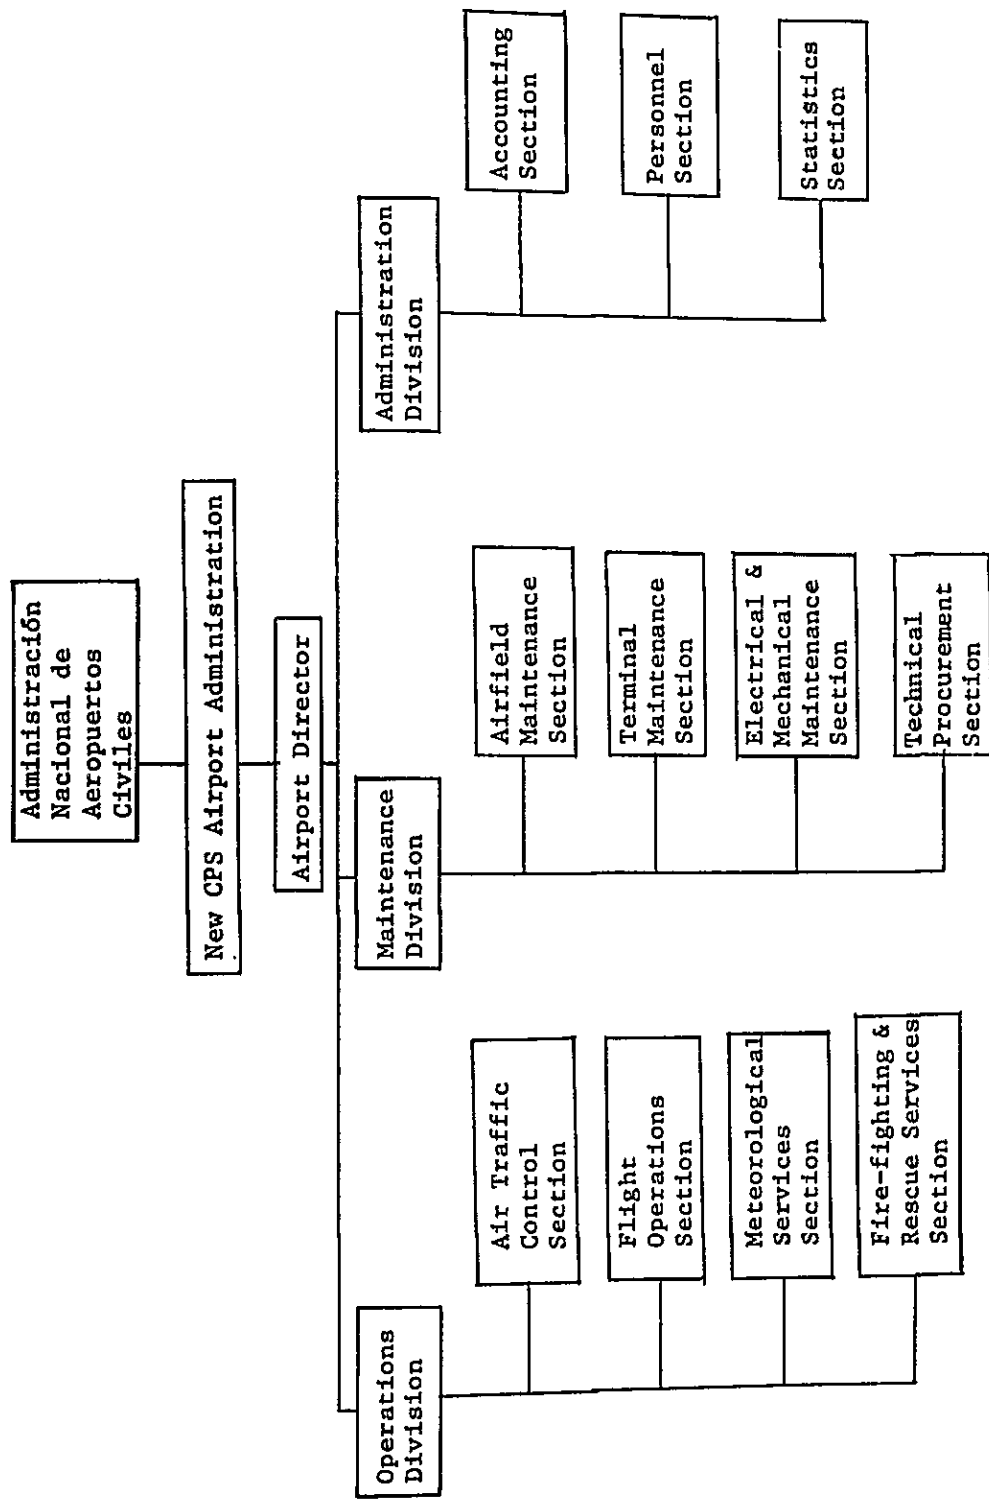 Administración
Nacional de
Aeropuertos
Civiles
New CPS Airport Administration
Airport Director
Operations
Division
Air Traffic
Control
Section
Flight
Operations
Section
Meteorological
Services
Section
Fire-fighting &
Rescue Services
Section
Maintenance
Division
Airfield
Maintenance
Section
Terminal
Maintenance
Section
Electrical &
Mechanical
Maintenance
Section
Technical
Procurement
Section
Administration
Division
Accounting
Section
Personnel
Section
Statistics
Section